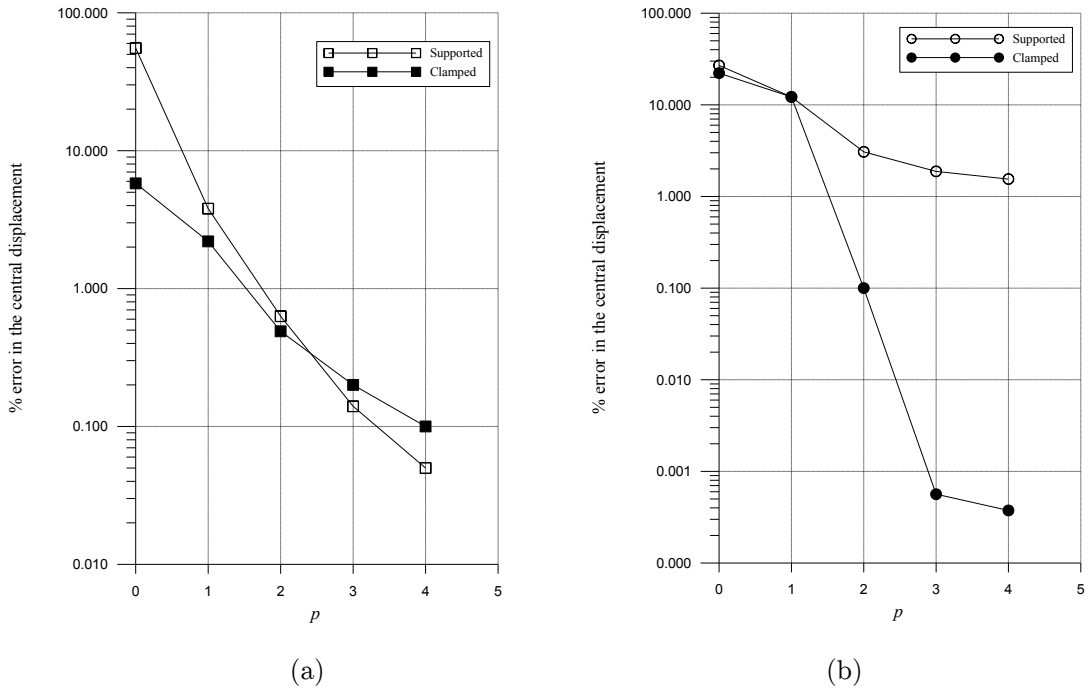 100.000
10.000
1.000
0.100
0.010
% error in the central displacement
0 1 2 3 4 5
p
Supported
Clamped
(a)
100.000
10.000
1.000
0.100
0.010
0.001
0.000
% error in the central displacement
0 1 2 3 4 5
p
Supported
Clamped
(b)